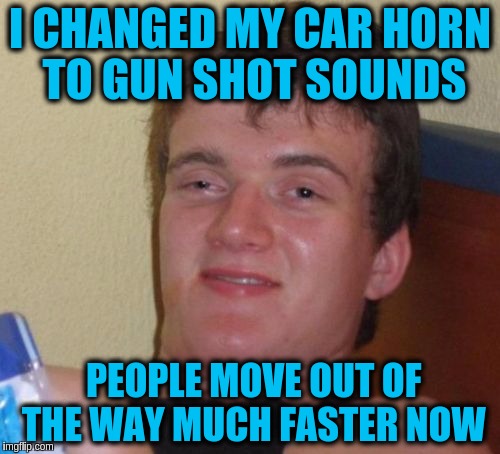 I CHANGED MY CAR HORN
TO GUN SHOT SOUNDS
PEOPLE MOVE OUT OF
THE WAY MUCH FASTER NOW
imgflip.com